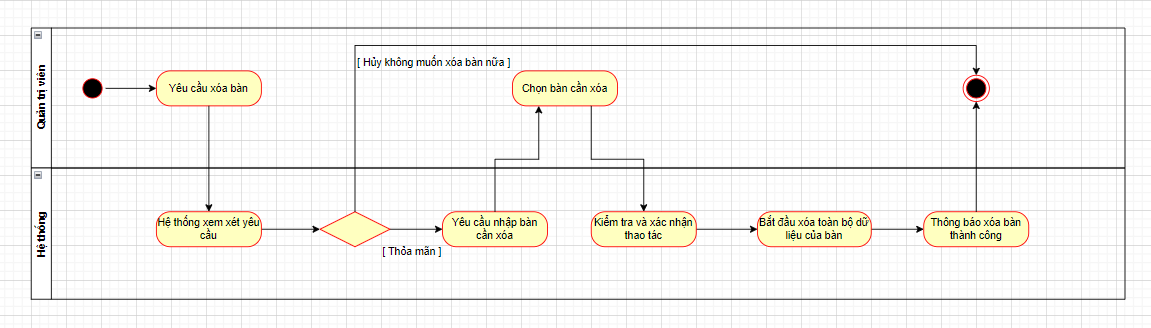 Quản trị viên
Yêu cầu xóa bàn
[ Hủy không muốn xóa bàn nữa ]
Chọn bàn cần xóa
Hệ thống
Hệ thống xem xét yêu
cầu
[ Thỏa mãn ]
Yêu cầu nhập bàn
cần xóa
Kiểm tra và xác nhận
thao tác
Bắt đầu xóa toàn bộ dữ
liệu của bàn
Thông báo xóa bàn
thành công